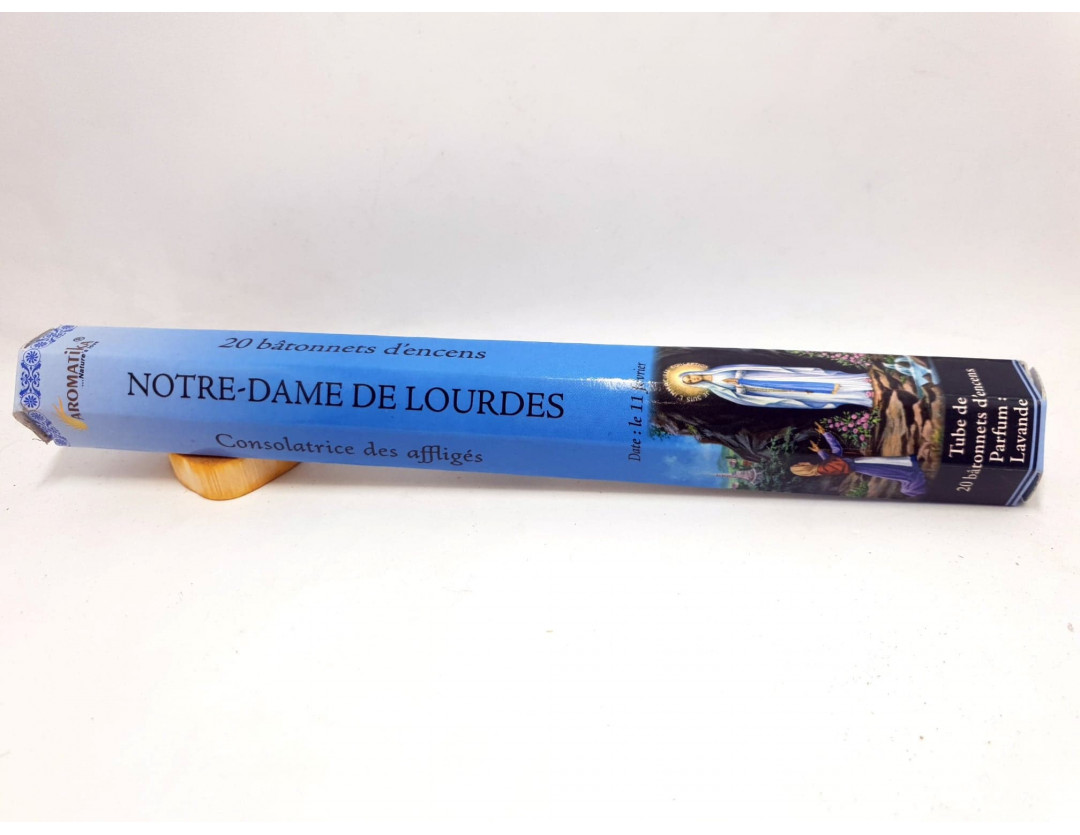 AROMATIKa®
...Nature
20 bâtonnets d'encens
NOTRE-DAME DE LOURDES
Consolatrice des affligés
Date : le 11 février
Tube de
20 bâtonnets d'encens
Parfum :
Lavande